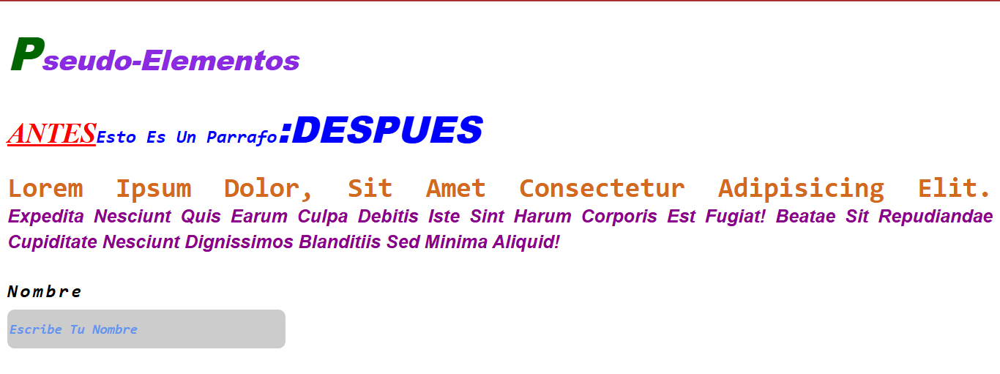 Pseudo-Elementos
ANTESEsto Es Un Parrafo:DESPUES
Lorem Ipsum Dolor, Sit Amet Consectetur Adipisicing Elit.
Expedita Nesciunt Quis Earum Culpa Debitis Iste Sint Harum Corporis Est Fugiat! Beatae Sit Repudiandae
Cupiditate Nesciunt Dignissimos Blanditiis Sed Minima Aliquid!
Nombre
Escribe Tu Nombre